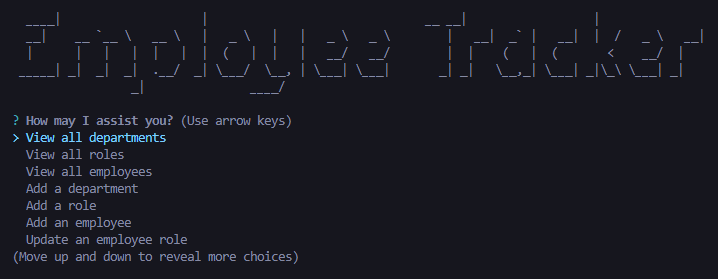 Employee Tracker
? How may I assist you? (Use arrow keys)
> View all departments
View all roles
View all employees
Add a department
Add a role
Add an employee
Update an employee role
(Move up and down to reveal more choices)